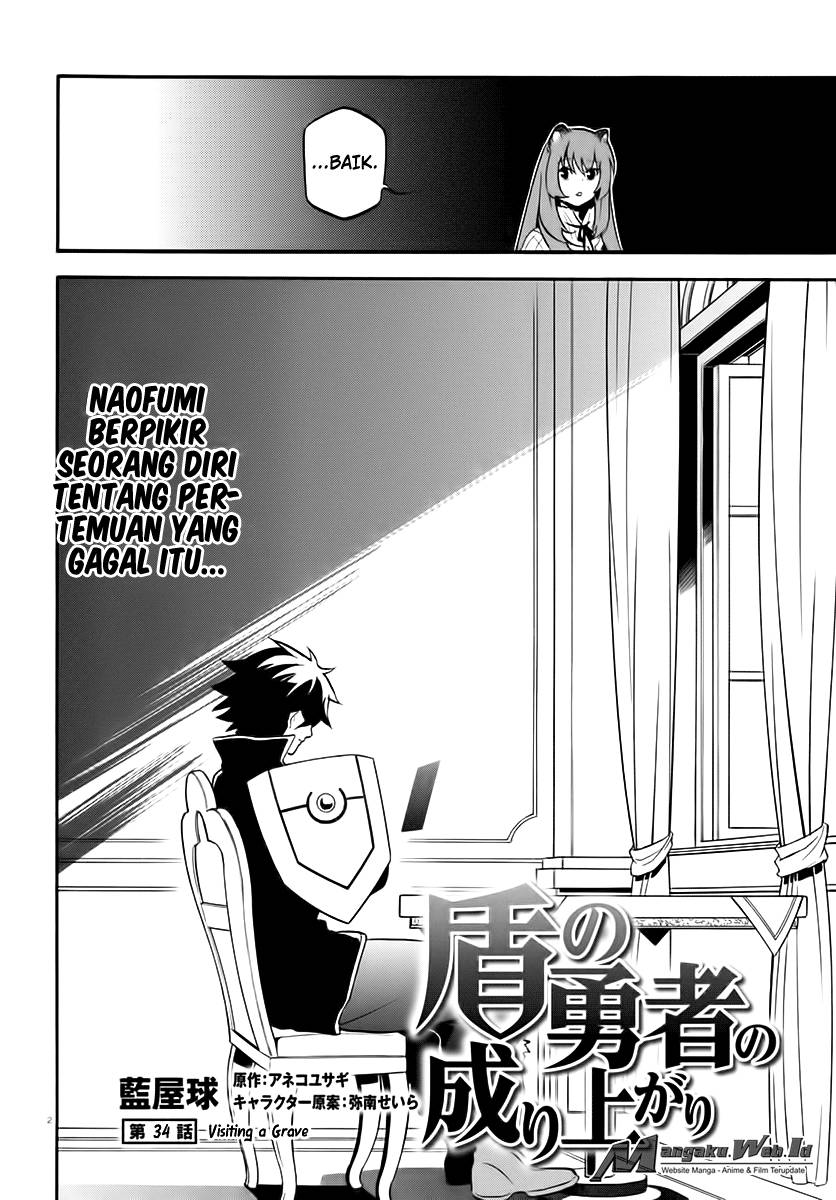 ...BAIK.
NAOFUMI
BERPIKIR
SEORANG DIRI
TENTANG PER-
TEMUAN YANG
GAGAL ITU...
盾の
勇者の
成り上がり
藍屋球
原作:アネコユサギ
キャラクター原案:弥南せいら
第 34 話 Visiting a Grave
Mangaku.Web.Id
Website Manga - Anime & Film Terupdate
2